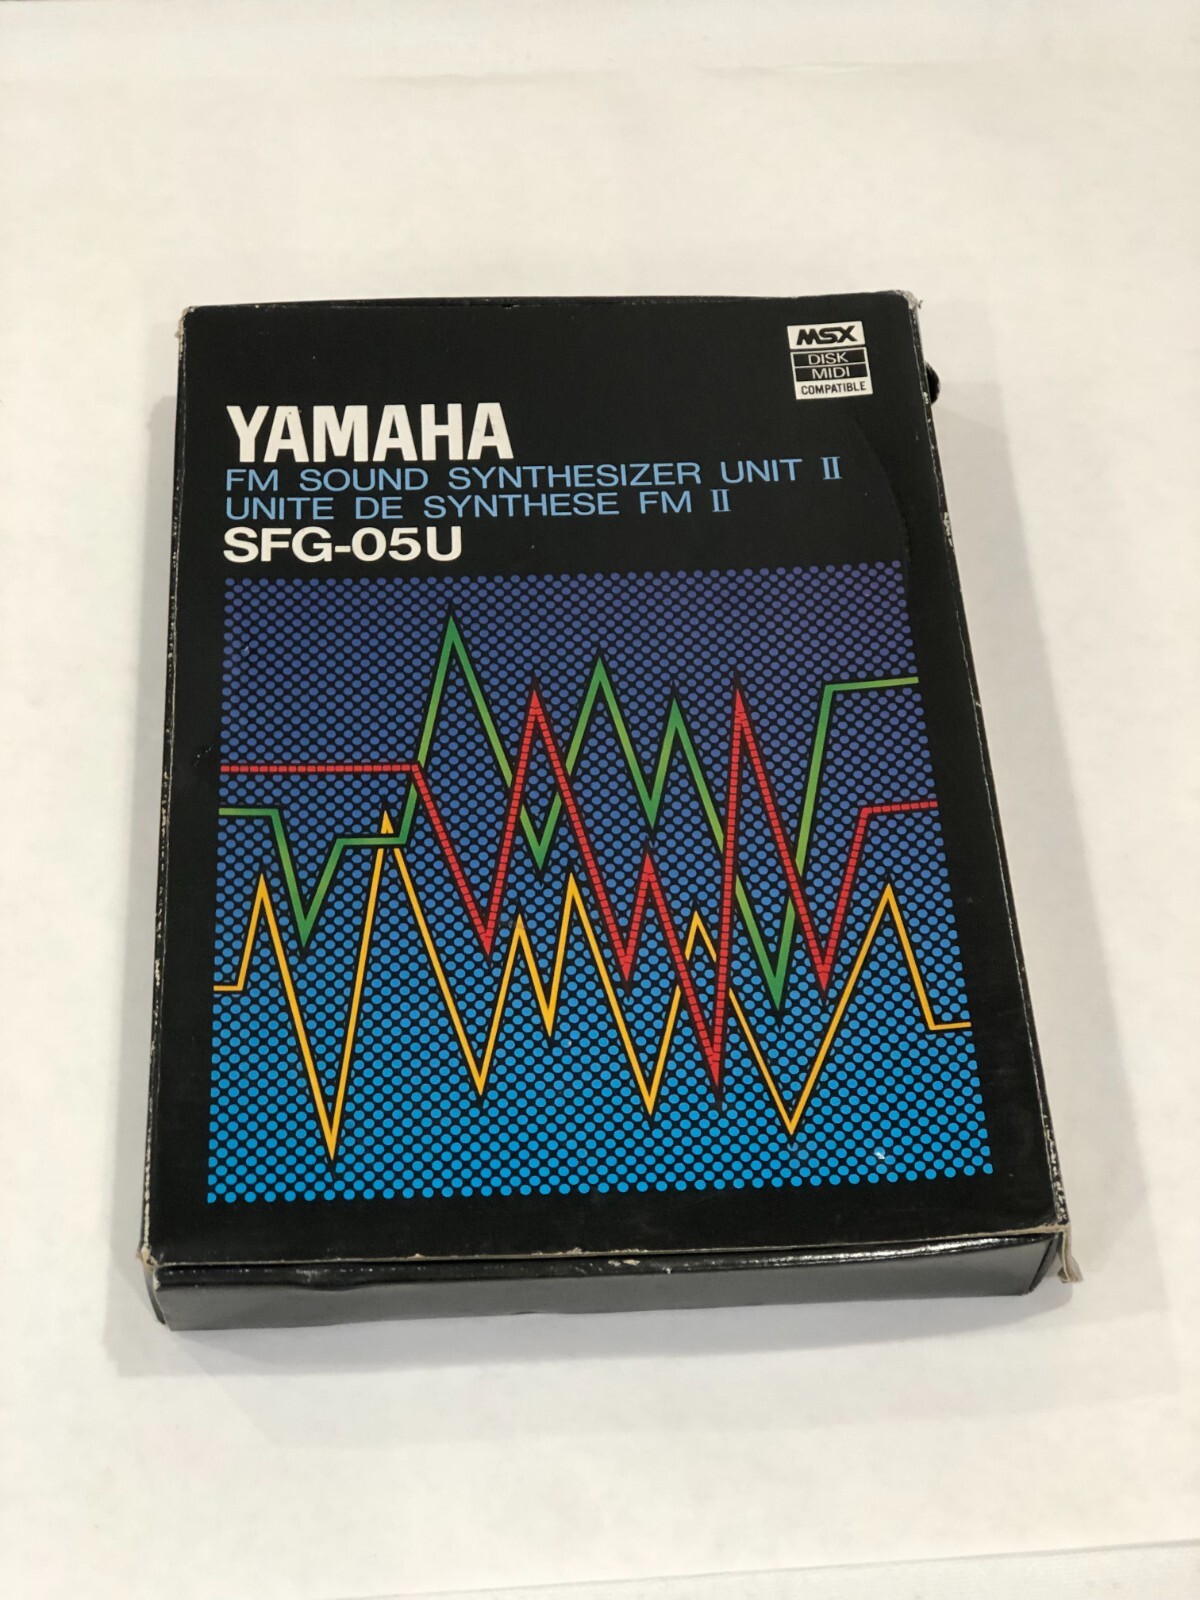 MSX
DISK
MIDI
COMPATIBLE
YAMAHA
FM SOUND SYNTHESIZER UNIT II
UNITE DE SYNTHESE FM II
SFG-05U